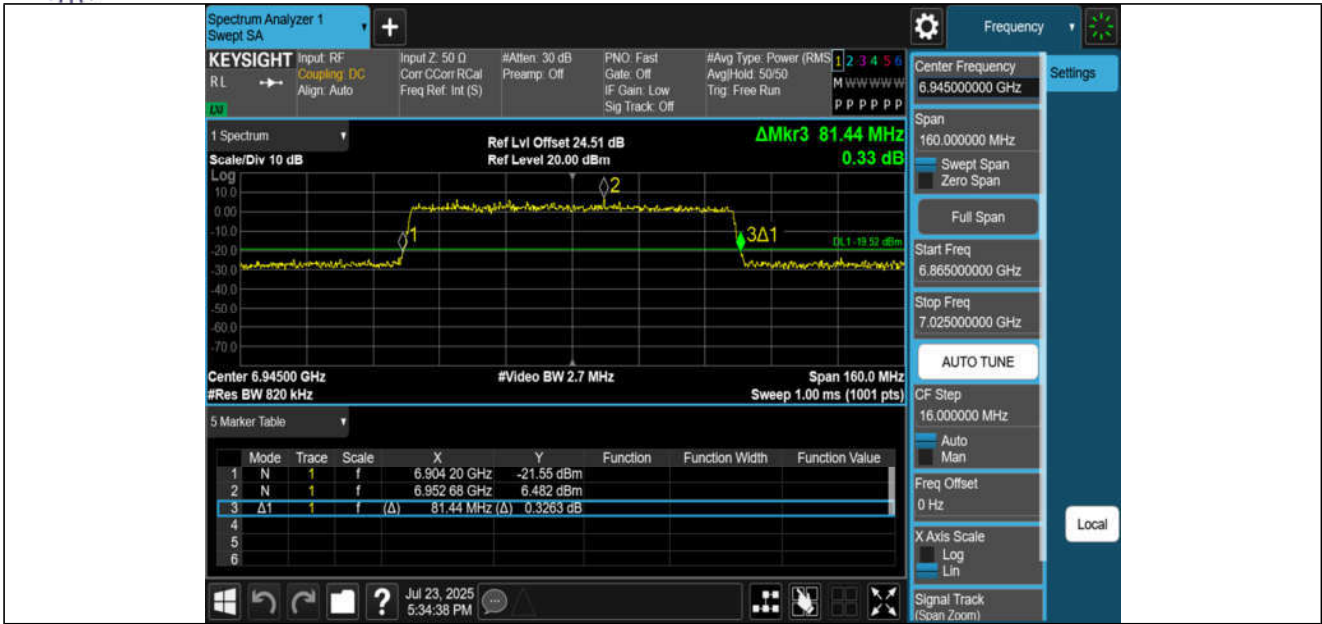 Spectrum Analyzer 1
Swept SA
+
Frequency
KEYSIGHT
RL
LXI
Input: RF
Coupling: DC
Align: Auto
Input Z: 50 Ω
Corr CCorr RCal
Freq Ref: Int (S)
#Atten: 30 dB
Preamp: Off
PNO: Fast
Gate: Off
IF Gain: Low
Sig Track: Off
#Avg Type: Power (RMS
Avg|Hold: 50/50
Trig: Free Run
1 2 3 4 5 6
M W W W W W
P P P P P P
1 Spectrum
Scale/Div 10 dB
Ref Lvl Offset 24.51 dB
Ref Level 20.00 dBm
ΔMkr3 81.44 MHz
0.33 dB
Log
10.0
0.00
-10.0
-20.0
-30.0
-40.0
-50.0
-60.0
-70.0
1
2
3Δ1
DL1 -19.52 dBm
Center 6.94500 GHz
#Video BW 2.7 MHz
Span 160.0 MHz
#Res BW 820 kHz
Sweep 1.00 ms (1001 pts)
5 Marker Table
Mode Trace Scale X Y Function Function Width Function Value
1 N 1 f 6.904 20 GHz -21.55 dBm
2 N 1 f 6.952 68 GHz 6.482 dBm
3 Δ1 1 f (Δ) 81.44 MHz (Δ) 0.3263 dB
4
5
6
Jul 23, 2025
5:34:38 PM
Center Frequency
6.945000000 GHz
Settings
Span
160.000000 MHz
Swept Span
Zero Span
Full Span
Start Freq
6.865000000 GHz
Stop Freq
7.025000000 GHz
AUTO TUNE
CF Step
16.000000 MHz
Auto
Man
Freq Offset
0 Hz
X Axis Scale
Log
Lin
Signal Track
(Span Zoom)
Local